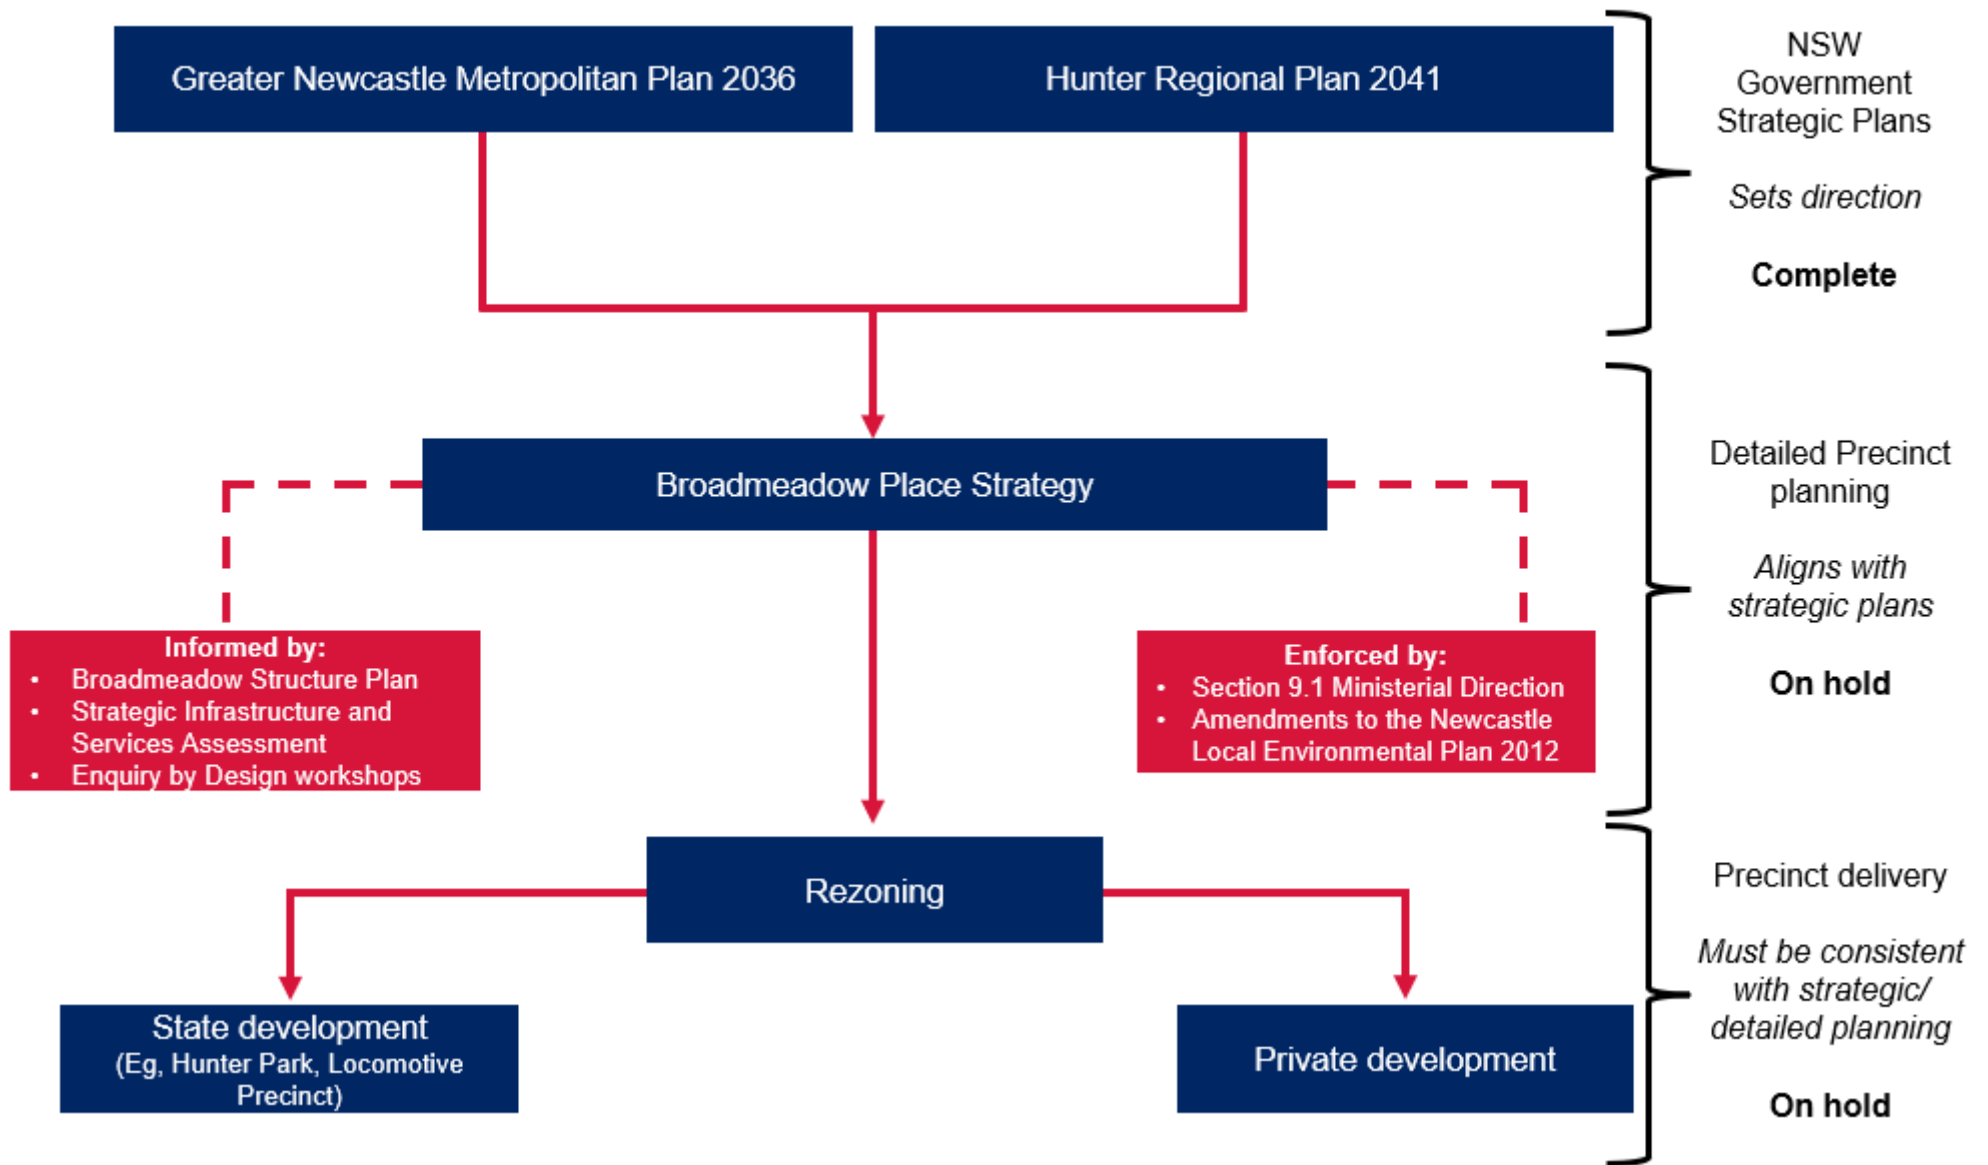 Greater Newcastle Metropolitan Plan 2036
Hunter Regional Plan 2041
NSW
Government
Strategic Plans
Sets direction
Complete
Broadmeadow Place Strategy
Detailed Precinct
planning
Aligns with
strategic plans
On hold
Informed by:
• Broadmeadow Structure Plan
• Strategic Infrastructure and
Services Assessment
• Enquiry by Design workshops
Enforced by:
• Section 9.1 Ministerial Direction
• Amendments to the Newcastle
Local Environmental Plan 2012
Rezoning
Precinct delivery
Must be consistent
with strategic/
detailed planning
On hold
State development
(Eg, Hunter Park, Locomotive
Precinct)
Private development